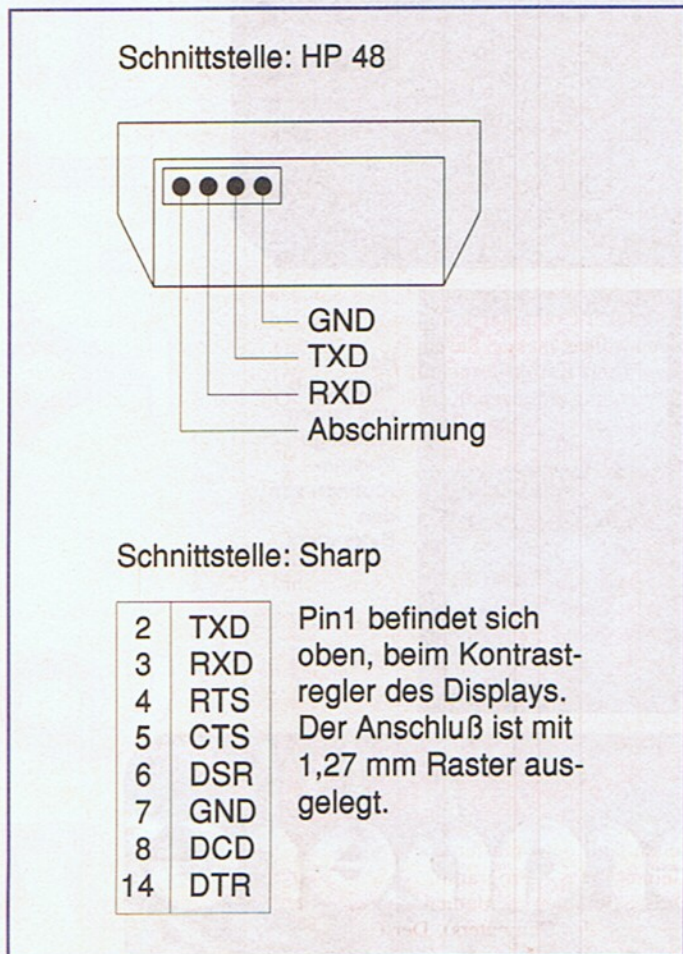 Schnittstelle: HP 48
GND
TXD
RXD
Abschirmung
Schnittstelle: Sharp
2 TXD
3 RXD
4 RTS
5 CTS
6 DSR
7 GND
8 DCD
14 DTR
Pin1 befindet sich
oben, beim Kontrast-
regler des Displays.
Der Anschluß ist mit
1,27 mm Raster aus-
gelegt.